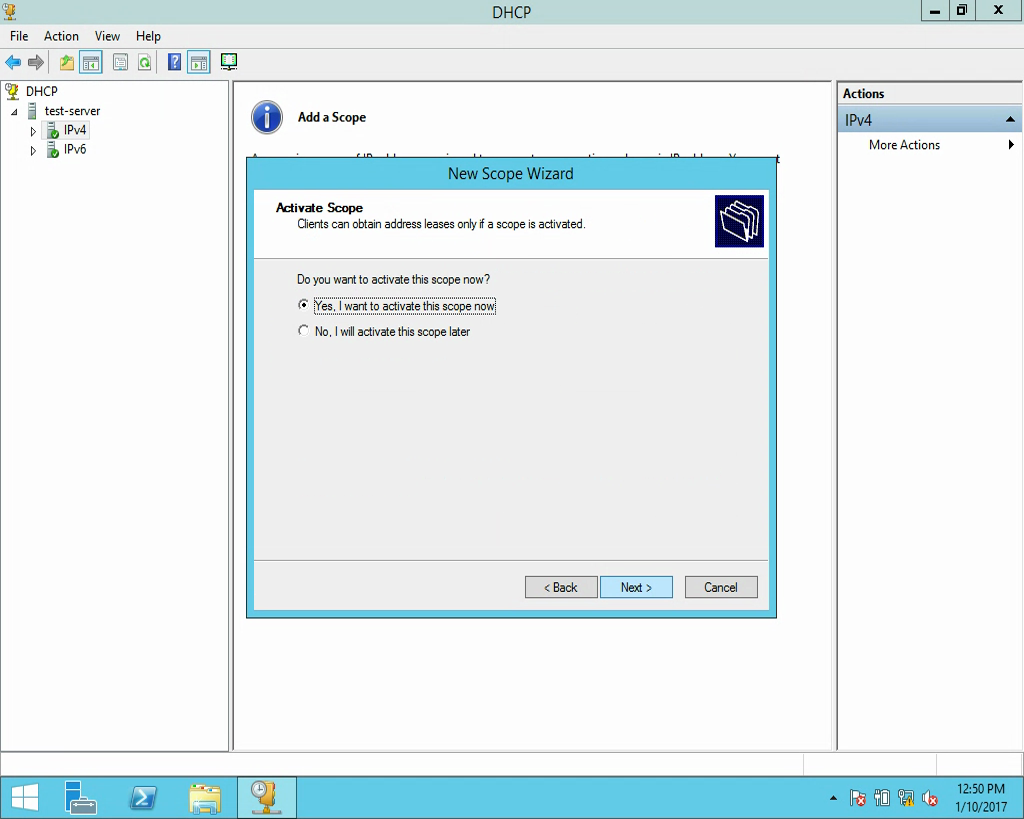 DHCP
File Action View Help
DHCP
test-server
IPv4
IPv6
Add a Scope
New Scope Wizard
Activate Scope
Clients can obtain address leases only if a scope is activated.
Do you want to activate this scope now?
Yes, I want to activate this scope now
No, I will activate this scope later
< Back
Next >
Cancel
Actions
IPv4
More Actions
12:50 PM
1/10/2017